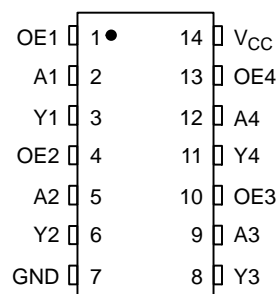 OE1 1 14 VCC
A1 2 13 OE4
Y1 3 12 A4
OE2 4 11 Y4
A2 5 10 OE3
Y2 6 9 A3
GND 7 8 Y3